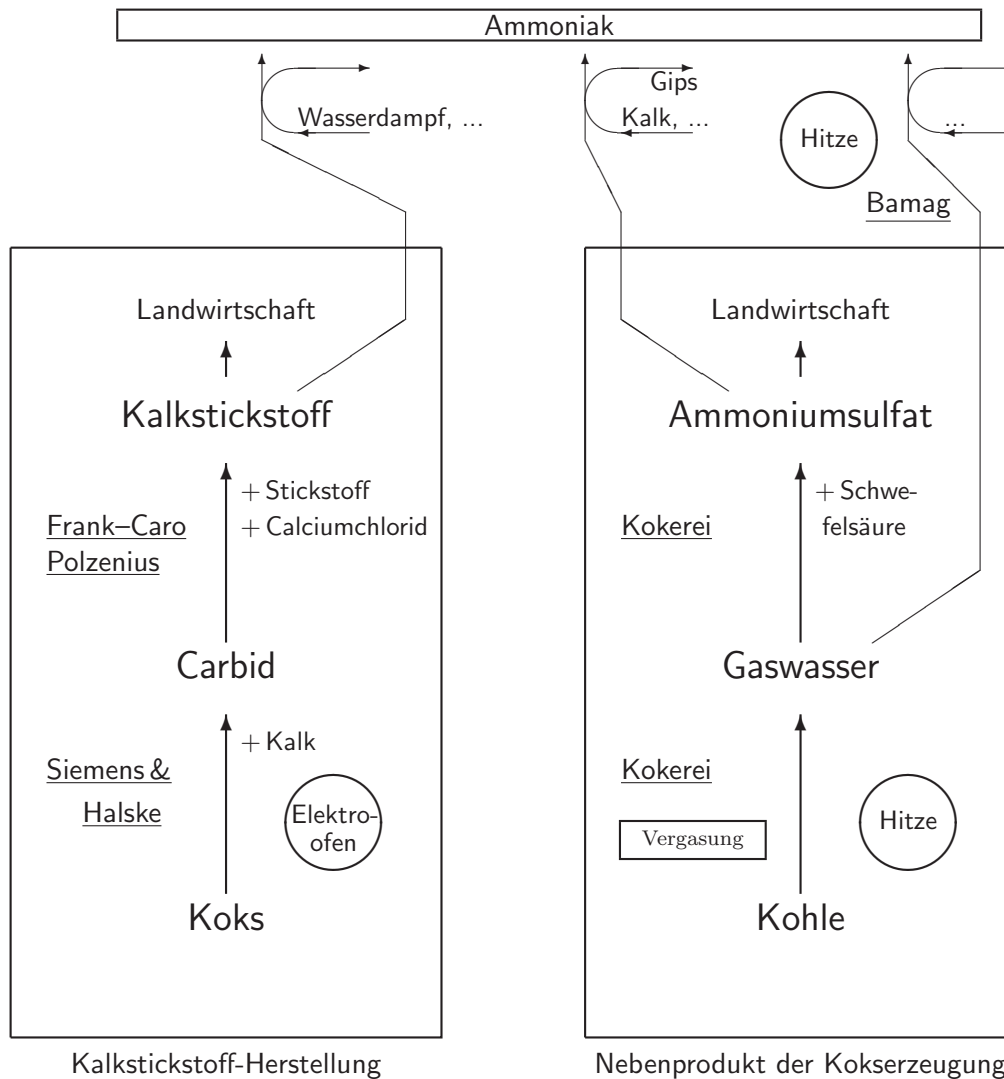 Ammoniak
Wasserdampf, ...
Gips
Kalk, ...
...
Hitze
Bamag
Landwirtschaft
Kalkstickstoff
+ Stickstoff
+ Calciumchlorid
Frank–Caro
Polzenius
Carbid
+ Kalk
Siemens &
Halske
Elektro-
ofen
Koks
Kalkstickstoff-Herstellung
Landwirtschaft
Ammoniumsulfat
+ Schwe-
felsäure
Kokerei
Gaswasser
Kokerei
Vergasung
Hitze
Kohle
Nebenprodukt der Kokserzeugung